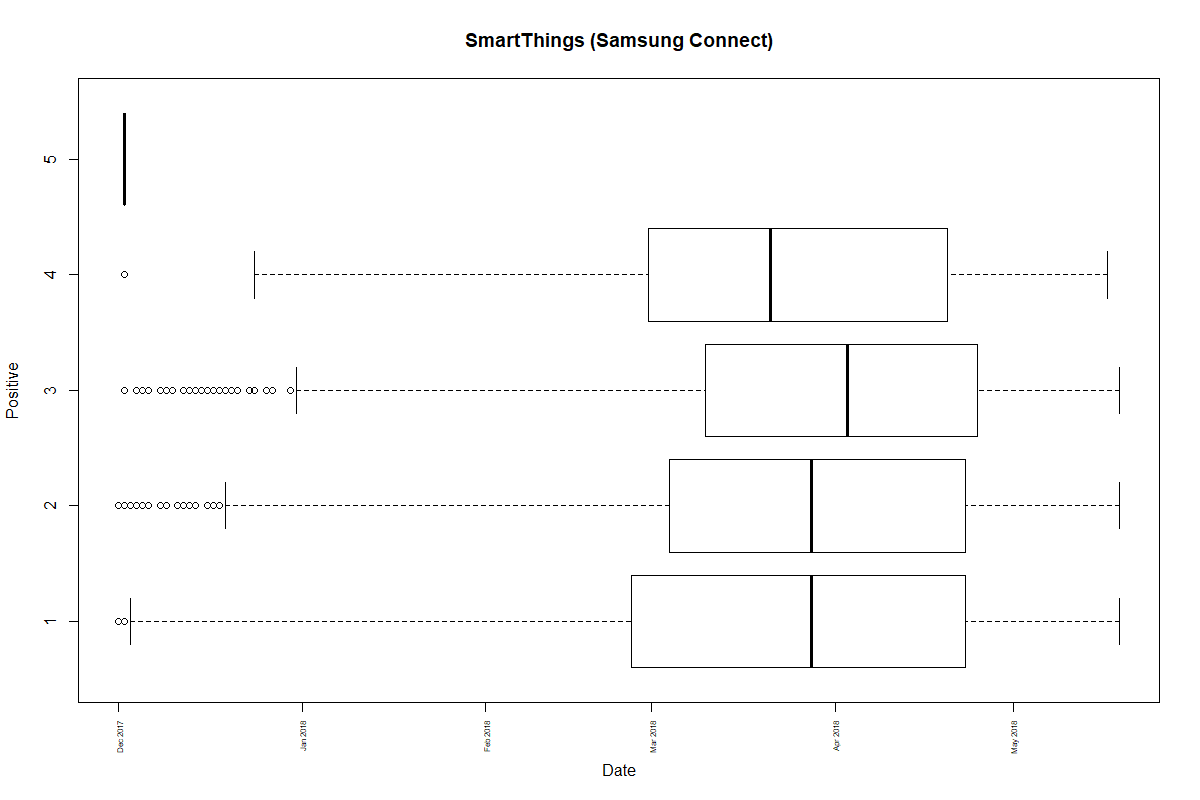 SmartThings (Samsung Connect)
Positive
5
4
3
2
1
Dec 2017
Jan 2018
Feb 2018
Mar 2018
Apr 2018
May 2018
Date